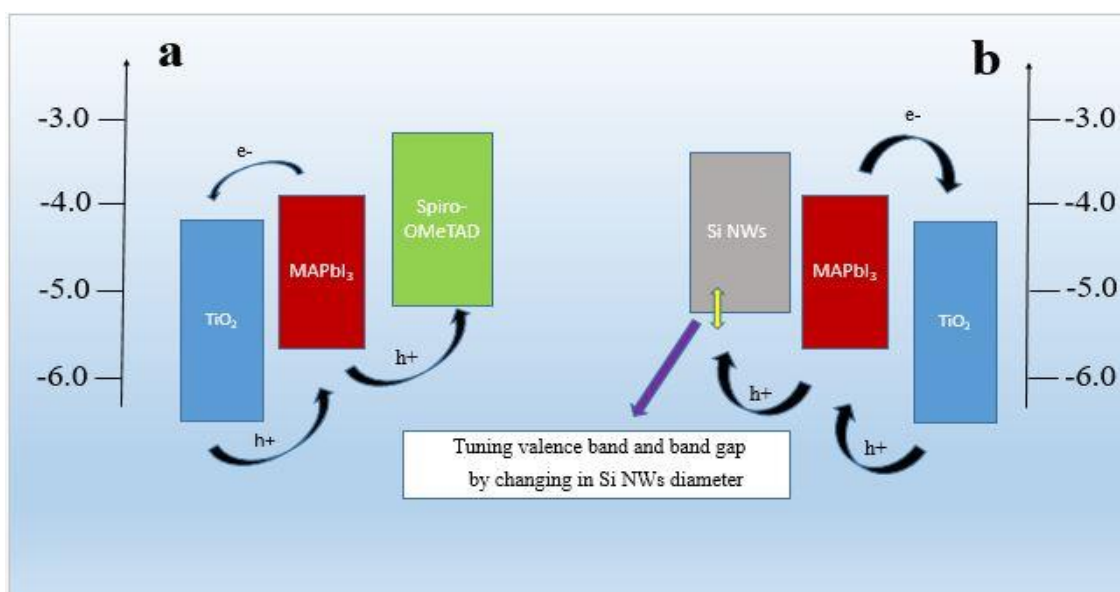 a
-3.0
-4.0
-5.0
-6.0
e-
TiO₂
MAPbI₃
Spiro-
OMeTAD
h+
h+
b
-3.0
-4.0
-5.0
-6.0
e-
Si NWs
MAPbI₃
TiO₂
h+
h+
Tuning valence band and band gap
by changing in Si NWs diameter